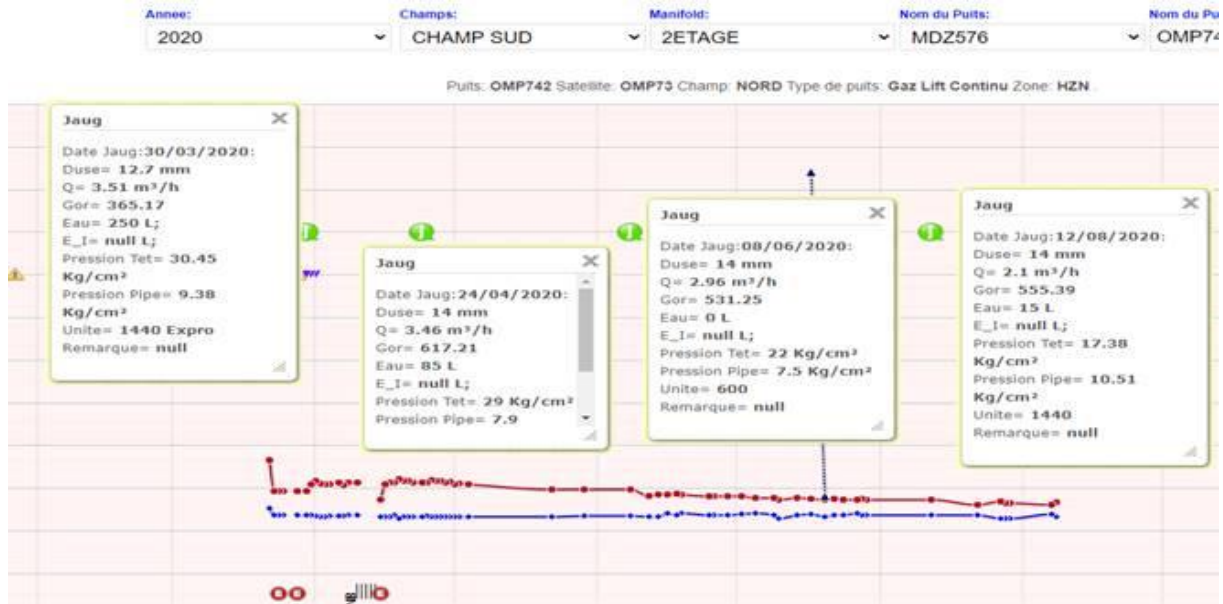 Annee:
Champs:
Manifold:
Nom du Puits:
Nom du Pu
2020
CHAMP SUD
2ETAGE
MDZ576
OMP74
Puits: OMP742 Satellite: OMP73 Champ: NORD Type de puits: Gaz Lift Continu Zone: HZN
Jaug
Date Jaug:30/03/2020:
Duse= 12.7 mm
Q= 3.51 m³/h
Gor= 365.17
Eau= 250 L;
E_I= null L;
Pression Tet= 30.45
Kg/cm²
Pression Pipe= 9.38
Kg/cm²
Unite= 1440 Expro
Remarque= null
Jaug
Date Jaug:24/04/2020:
Duse= 14 mm
Q= 3.46 m³/h
Gor= 617.21
Eau= 85 L
E_I= null L;
Pression Tet= 29 Kg/cm²
Pression Pipe= 7.9
Jaug
Date Jaug:08/06/2020:
Duse= 14 mm
Q= 2.96 m³/h
Gor= 531.25
Eau= 0 L
E_I= null L;
Pression Tet= 22 Kg/cm²
Pression Pipe= 7.5 Kg/cm²
Unite= 600
Remarque= null
Jaug
Date Jaug:12/08/2020:
Duse= 14 mm
Q= 2.1 m³/h
Gor= 555.39
Eau= 15 L
E_I= null L;
Pression Tet= 17.38
Kg/cm²
Pression Pipe= 10.51
Kg/cm²
Unite= 1440
Remarque= null